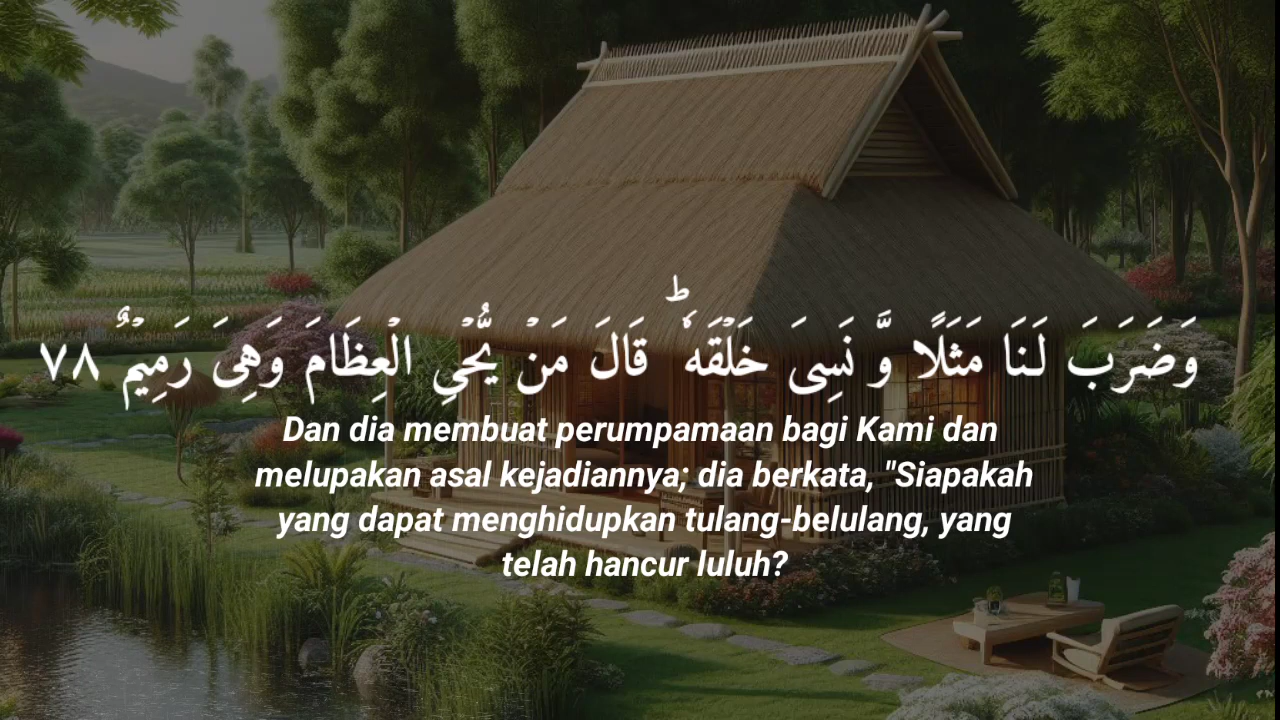 وَضَرَبَ لَنَا مَثَلًا وَّ نَسِىَ خَلْقَهٗ ؕ قَالَ مَنْ يُّحْىِ الْعِظَامَ وَهِىَ رَمِيْمٌ ٧٨
Dan dia membuat perumpamaan bagi Kami dan
melupakan asal kejadiannya; dia berkata, "Siapakah
yang dapat menghidupkan tulang-belulang, yang
telah hancur luluh?